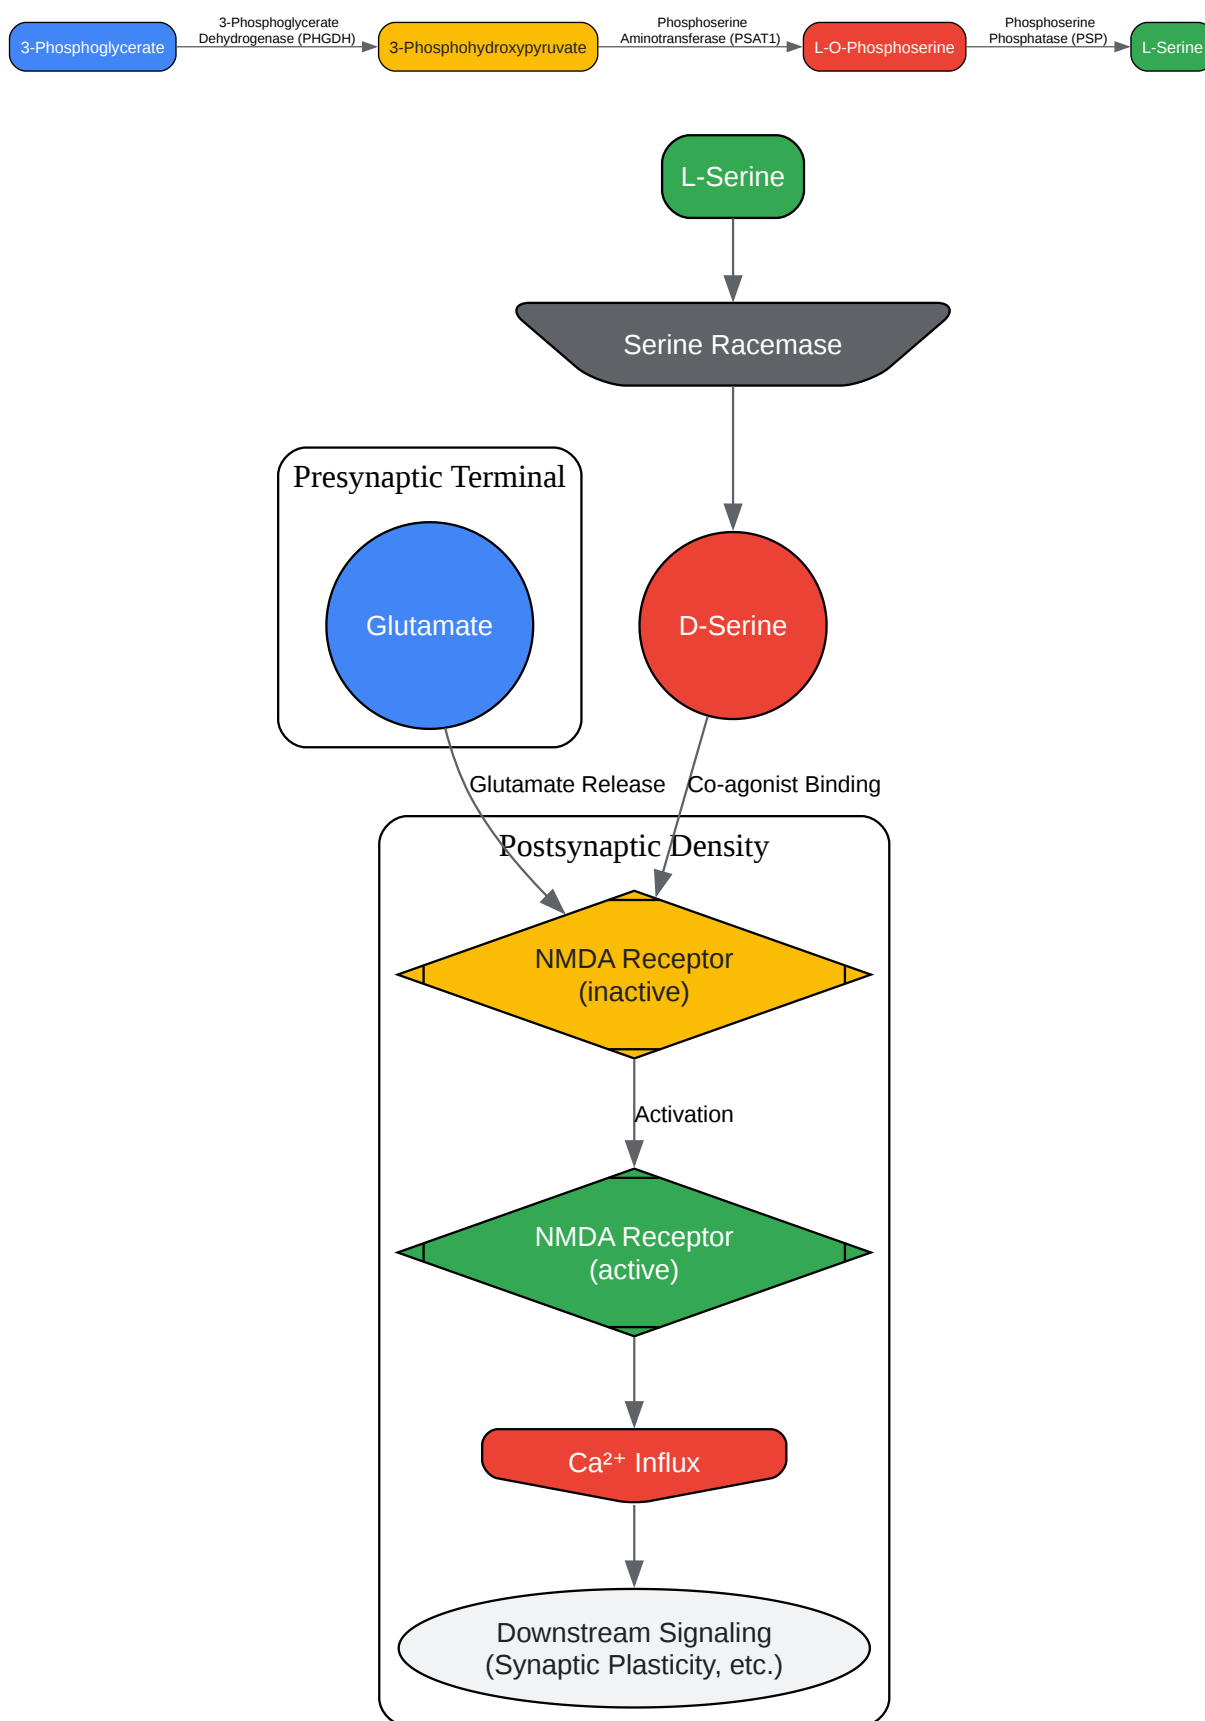 3-Phosphoglycerate
3-Phosphoglycerate
Dehydrogenase (PHGDH)
3-Phosphohydroxypyruvate
Phosphoserine
Aminotransferase (PSAT1)
L-O-Phosphoserine
Phosphoserine
Phosphatase (PSP)
L-Serine
L-Serine
Serine Racemase
Presynaptic Terminal
Glutamate
D-Serine
Glutamate Release
Co-agonist Binding
Postsynaptic Density
NMDA Receptor
(inactive)
Activation
NMDA Receptor
(active)
Ca²⁺ Influx
Downstream Signaling
(Synaptic Plasticity, etc.)